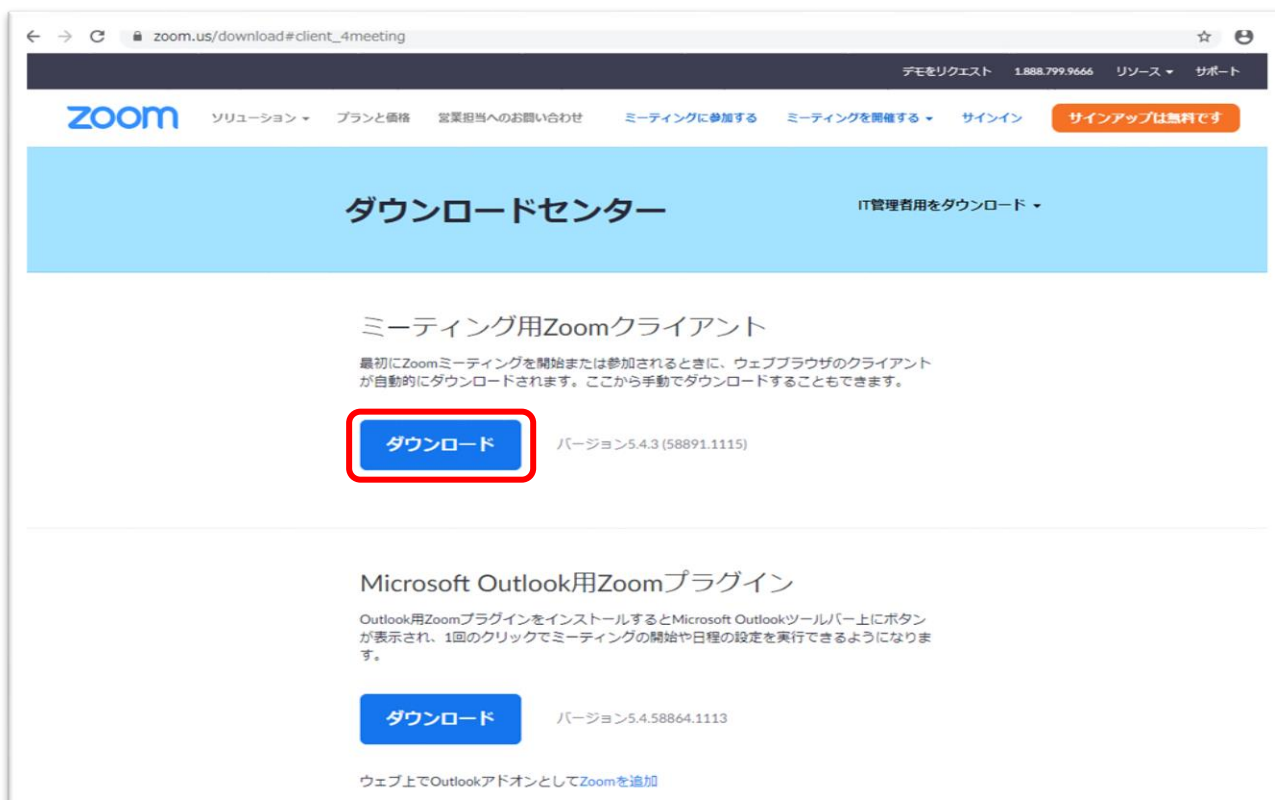 zoom.us/download#client_4meeting
デモをリクエスト 1.888.799.9666 リソース サポート
zoom ソリューション プランと価格 営業担当へのお問い合わせ ミーティングに参加する ミーティングを開催する サインイン サインアップは無料です
ダウンロードセンター IT管理者用をダウンロード
ミーティング用Zoomクライアント
最初にZoomミーティングを開始または参加されるときに、ウェブブラウザのクライアント
が自動的にダウンロードされます。ここから手動でダウンロードすることもできます。
ダウンロード バージョン5.4.3 (58891.1115)
Microsoft Outlook用Zoomプラグイン
Outlook用ZoomプラグインをインストールするとMicrosoft Outlookツールバー上にボタン
が表示され、1回のクリックでミーティングの開始や日程の設定を実行できるようになりま
す。
ダウンロード バージョン5.4.58864.1113
ウェブ上でOutlookアドオンとしてZoomを追加